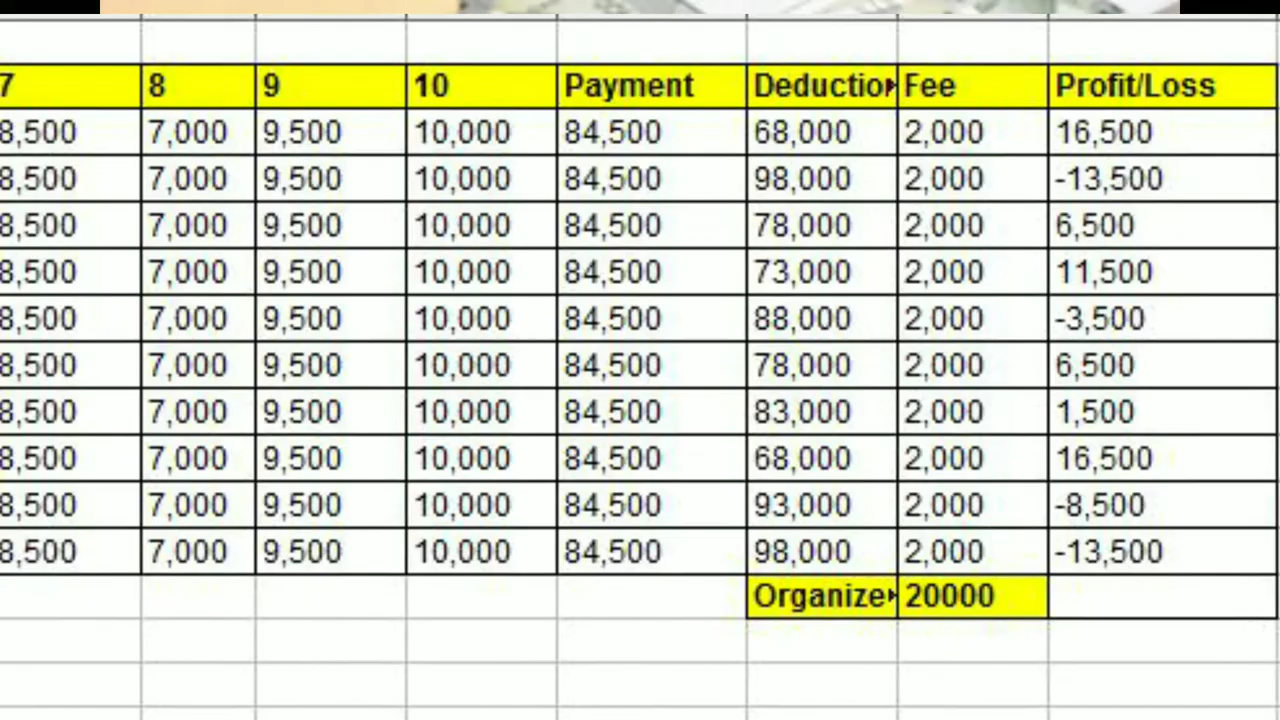 7 8 9 10 Payment Deductio Fee Profit/Loss
8,500 7,000 9,500 10,000 84,500 68,000 2,000 16,500
8,500 7,000 9,500 10,000 84,500 98,000 2,000 -13,500
8,500 7,000 9,500 10,000 84,500 78,000 2,000 6,500
8,500 7,000 9,500 10,000 84,500 73,000 2,000 11,500
8,500 7,000 9,500 10,000 84,500 88,000 2,000 -3,500
8,500 7,000 9,500 10,000 84,500 78,000 2,000 6,500
8,500 7,000 9,500 10,000 84,500 83,000 2,000 1,500
8,500 7,000 9,500 10,000 84,500 68,000 2,000 16,500
8,500 7,000 9,500 10,000 84,500 93,000 2,000 -8,500
8,500 7,000 9,500 10,000 84,500 98,000 2,000 -13,500
Organize 20000